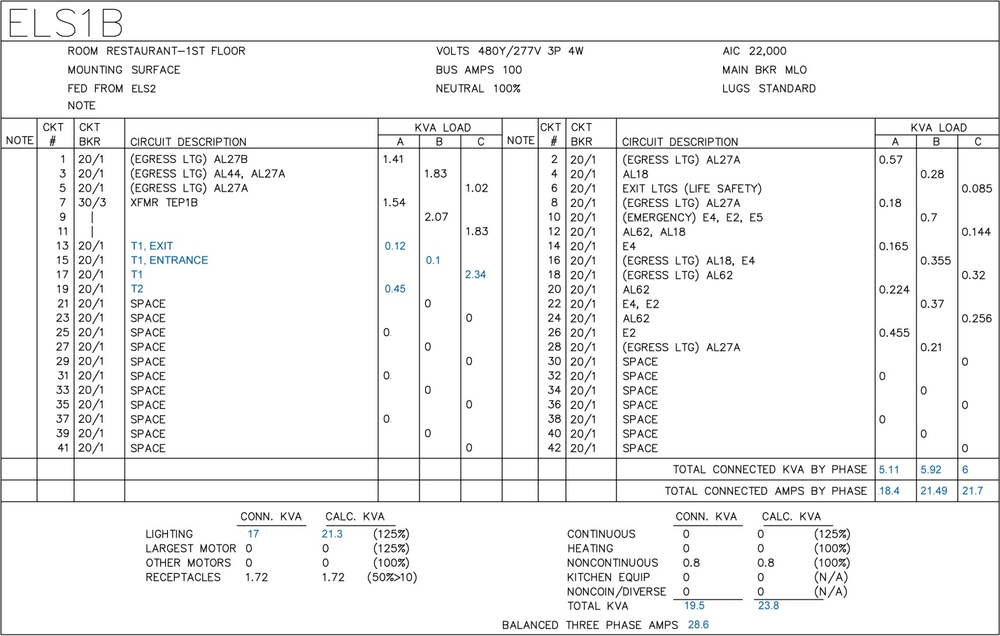 ELS1B
ROOM RESTAURANT-1ST FLOOR VOLTS 480Y/277V 3P 4W AIC 22,000
MOUNTING SURFACE BUS AMPS 100 MAIN BKR MLO
FED FROM ELS2 NEUTRAL 100% LUGS STANDARD
NOTE
CKT CKT KVA LOAD CKT CKT KVA LOAD
NOTE # BKR CIRCUIT DESCRIPTION A B C NOTE # BKR CIRCUIT DESCRIPTION A B C
1 20/1 (EGRESS LTG) AL27B 1.41 2 20/1 (EGRESS LTG) AL27A 0.57
3 20/1 (EGRESS LTG) AL44, AL27A 1.83 4 20/1 AL18 0.28
5 20/1 (EGRESS LTG) AL27A 1.02 6 20/1 EXIT LTGS (LIFE SAFETY) 0.085
7 30/3 XFMR TEP1B 1.54 8 20/1 (EGRESS LTG) AL27A 0.18
9 | 2.07 10 20/1 (EMERGENCY) E4, E2, E5 0.7
11 | 1.83 12 20/1 AL62, AL18 0.144
13 20/1 T1, EXIT 0.12 14 20/1 E4 0.165
15 20/1 T1, ENTRANCE 0.1 16 20/1 (EGRESS LTG) AL18, E4 0.355
17 20/1 T1 2.34 18 20/1 (EGRESS LTG) AL62 0.32
19 20/1 T2 0.45 20 20/1 AL62 0.224
21 20/1 SPACE 0 22 20/1 E4, E2 0.37
23 20/1 SPACE 0 24 20/1 AL62 0.256
25 20/1 SPACE 0. 26 20/1 E2 0.455
27 20/1 SPACE 0 28 20/1 (EGRESS LTG) AL27A 0.21
29 20/1 SPACE 0 30 20/1 SPACE 0
31 20/1 SPACE 0. 32 20/1 SPACE 0
33 20/1 SPACE 0 34 20/1 SPACE 0
35 20/1 SPACE 0 36 20/1 SPACE 0
37 20/1 SPACE 0. 38 20/1 SPACE 0
39 20/1 SPACE 0 40 20/1 SPACE 0
41 20/1 SPACE 0 42 20/1 SPACE 0
TOTAL CONNECTED KVA BY PHASE 5.11 5.92 6
TOTAL CONNECTED AMPS BY PHASE 18.4 21.49 21.7
CONN. KVA CALC. KVA CONN. KVA CALC. KVA
LIGHTING 17 21.3 (125%) CONTINUOUS 0 0 (125%)
LARGEST MOTOR 0 0 (125%) HEATING 0 0 (100%)
OTHER MOTORS 0 0 (100%) NONCONTINUOUS 0.8 0.8 (100%)
RECEPTACLES 1.72 1.72 (50%>10) KITCHEN EQUIP 0 0 (N/A)
NONCOIN/DIVERSE 0 0 (N/A)
TOTAL KVA 19.5 23.8
BALANCED THREE PHASE AMPS 28.6